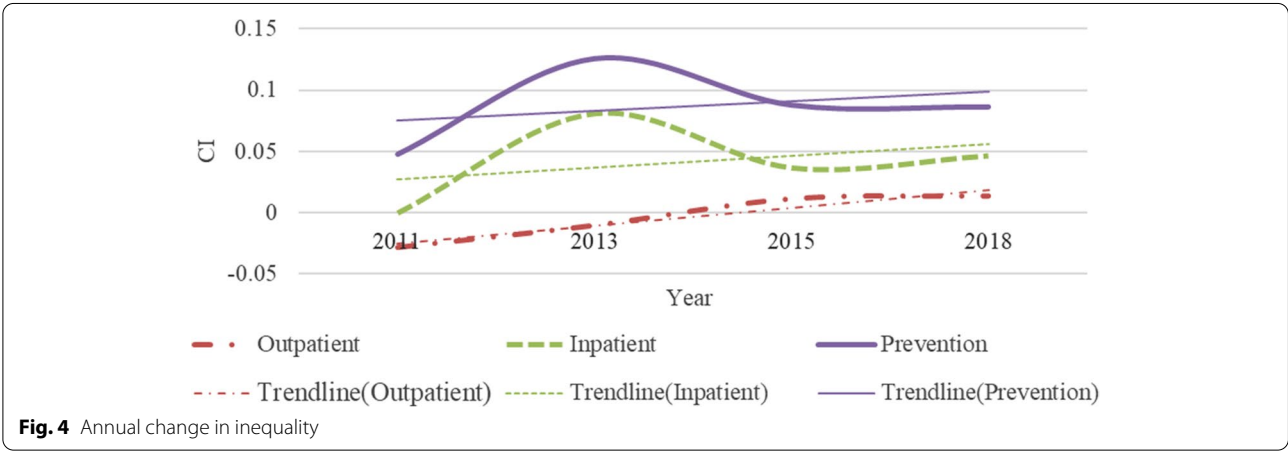 0.15
0.1
0.05
0
-0.05
CI
2011 2013 2015 2018
Year
Outpatient Inpatient Prevention
Trendline(Outpatient) Trendline(Inpatient) Trendline(Prevention)
Fig. 4 Annual change in inequality